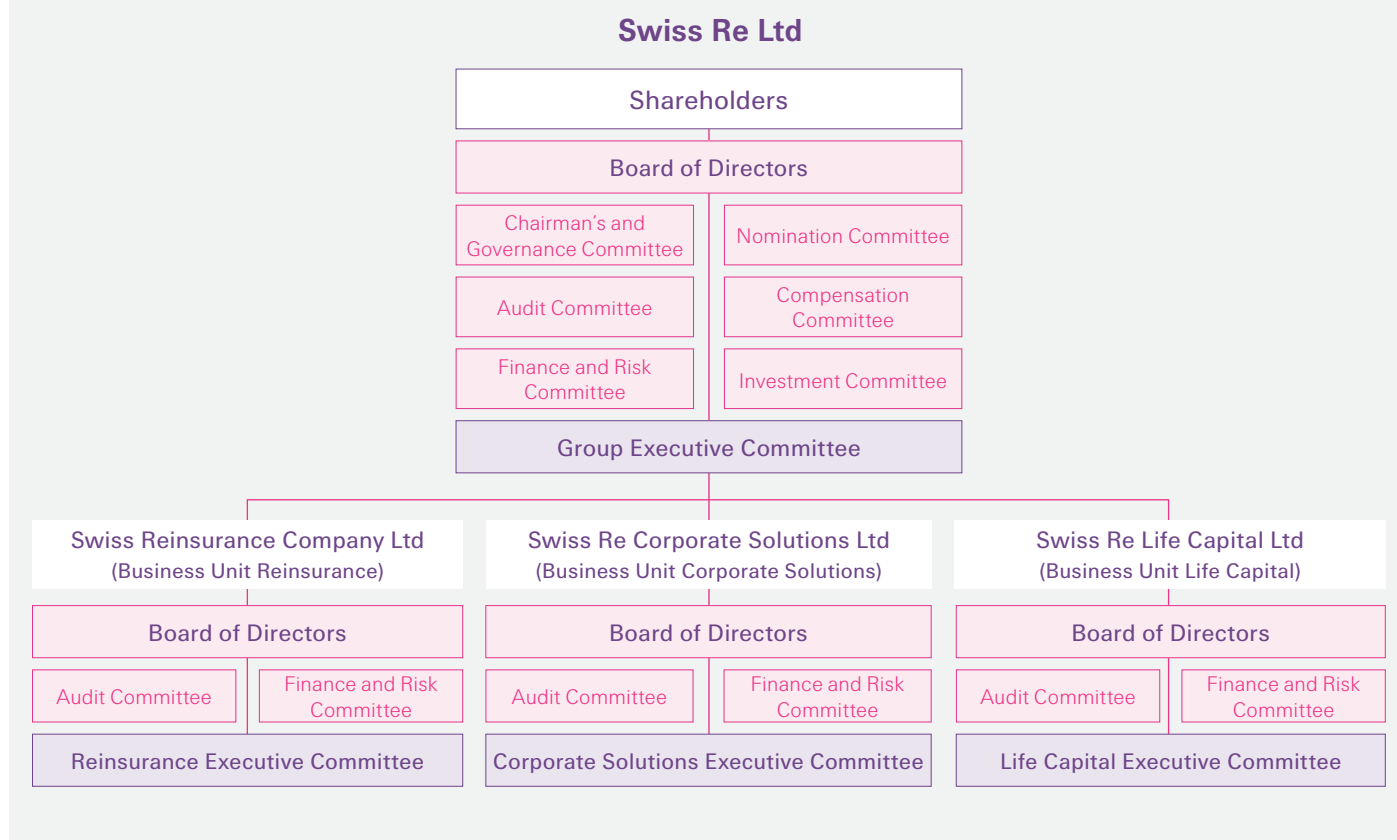 Swiss Re Ltd
Shareholders
Board of Directors
Chairman´s and
Governance Committee
Nomination Committee
Audit Committee
Compensation
Committee
Finance and Risk
Committee
Investment Committee
Group Executive Committee
Swiss Reinsurance Company Ltd
(Business Unit Reinsurance)
Swiss Re Corporate Solutions Ltd
(Business Unit Corporate Solutions)
Swiss Re Life Capital Ltd
(Business Unit Life Capital)
Board of Directors
Board of Directors
Board of Directors
Audit Committee
Finance and Risk
Committee
Audit Committee
Finance and Risk
Committee
Audit Committee
Finance and Risk
Committee
Reinsurance Executive Committee
Corporate Solutions Executive Committee
Life Capital Executive Committee